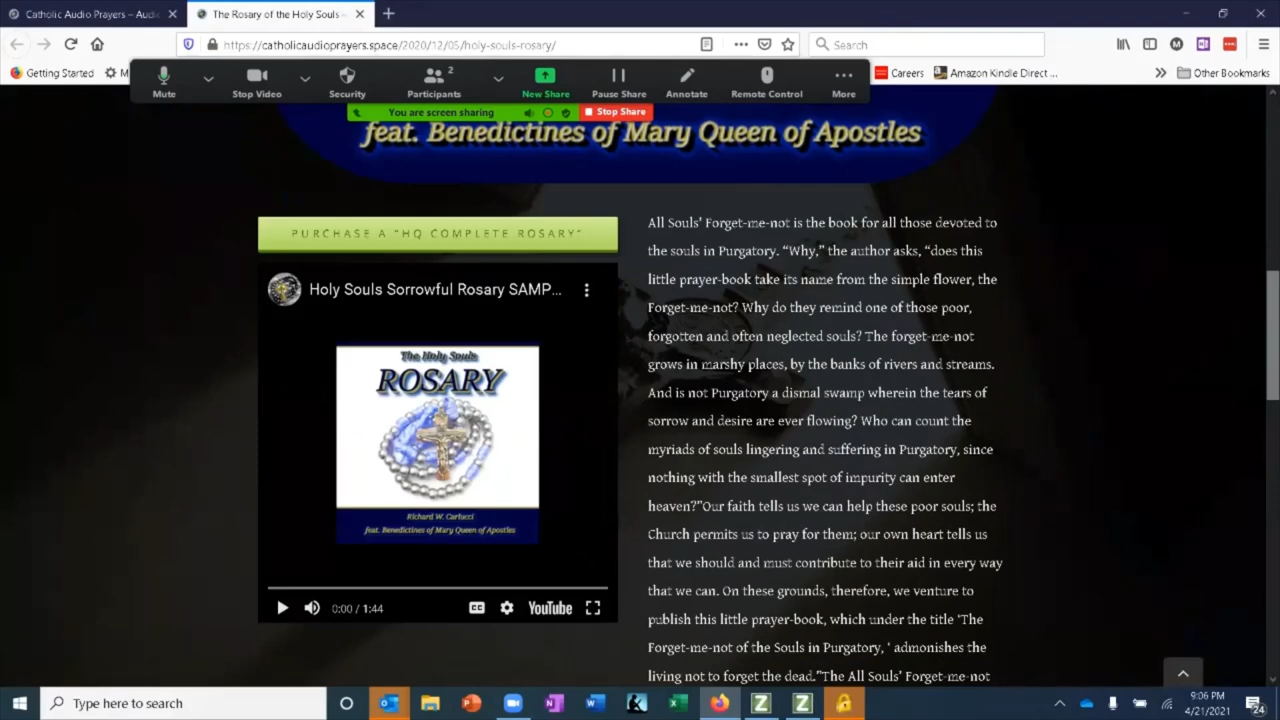 Catholic Audio Prayers – Audi
The Rosary of the Holy Souls –
https://catholicaudioprayers.space/2020/12/05/holy-souls-rosary/
Search
Getting Started
M
Careers
Amazon Kindle Direct ...
Other Bookmarks
Mute
Stop Video
Security
2
Participants
New Share
Pause Share
Annotate
Remote Control
More
You are screen sharing
Stop Share
feat. Benedictines of Mary Queen of Apostles
PURCHASE A "HQ COMPLETE ROSARY"
Holy Souls Sorrowful Rosary SAMP...
The Holy Souls
ROSARY
Richard W. Carlucci
feat. Benedictines of Mary Queen of Apostles
0:00 / 1:44
CC
YouTube
All Souls’ Forget-me-not is the book for all those devoted to
the souls in Purgatory. “Why,” the author asks, “does this
little prayer-book take its name from the simple flower, the
Forget-me-not? Why do they remind one of those poor,
forgotten and often neglected souls? The forget-me-not
grows in marshy places, by the banks of rivers and streams.
And is not Purgatory a dismal swamp wherein the tears of
sorrow and desire are ever flowing? Who can count the
myriads of souls lingering and suffering in Purgatory, since
nothing with the smallest spot of impurity can enter
heaven?”Our faith tells us we can help these poor souls; the
Church permits us to pray for them; our own heart tells us
that we should and must contribute to their aid in every way
that we can. On these grounds, therefore, we venture to
publish this little prayer-book, which under the title ‘The
Forget-me-not of the Souls in Purgatory, ‘ admonishes the
living not to forget the dead.”The All Souls’ Forget-me-not
Type here to search
9:06 PM
4/21/2021
24